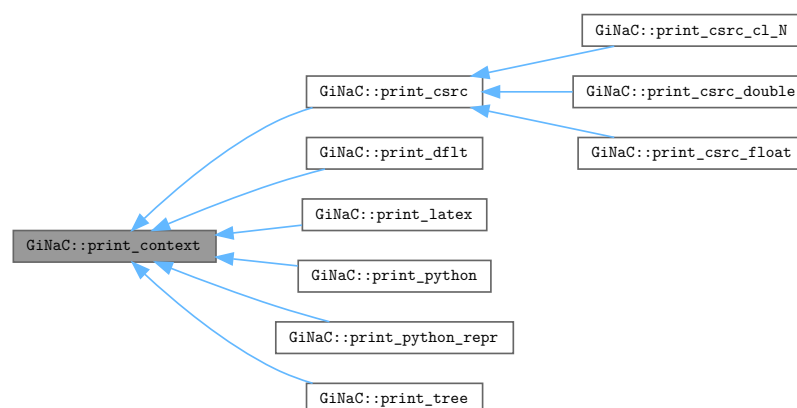 GiNaC::print_csrc_cl_N
GiNaC::print_csrc
GiNaC::print_csrc_double
GiNaC::print_csrc_float
GiNaC::print_dflt
GiNaC::print_latex
GiNaC::print_context
GiNaC::print_python
GiNaC::print_python_repr
GiNaC::print_tree